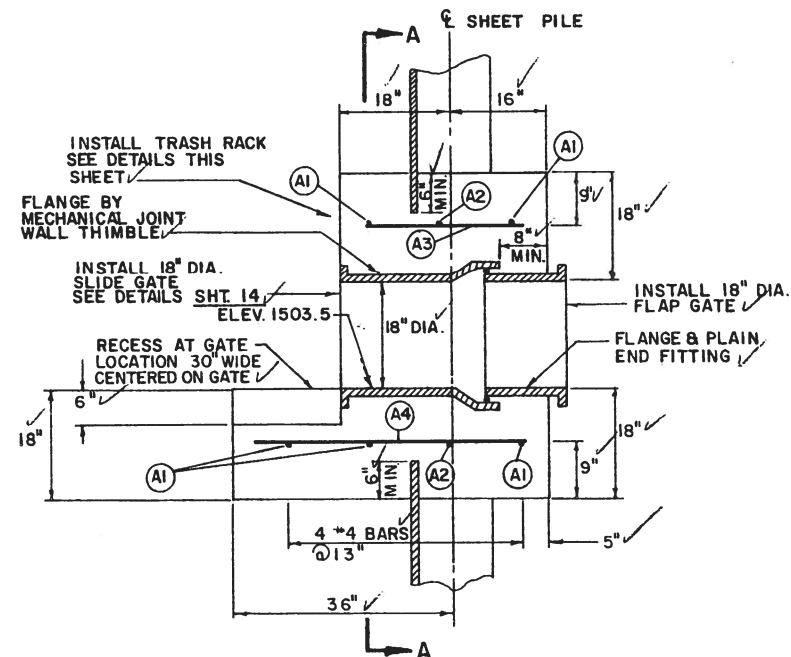 ℄ SHEET PILE
A
18"
16"
INSTALL TRASH RACK
SEE DETAILS THIS
SHEET
A1
A1
6" MIN.
A2
9"
18"
FLANGE BY
MECHANICAL JOINT
WALL THIMBLE
A3
8"
MIN.
INSTALL 18" DIA.
SLIDE GATE
SEE DETAILS SHT. 14
ELEV. 1503.5
18" DIA.
INSTALL 18" DIA.
FLAP GATE
RECESS AT GATE
LOCATION 30" WIDE
CENTERED ON GATE
FLANGE & PLAIN
END FITTING
6"
18"
A4
18"
A1
6" MIN.
A2
A1
9"
4 #4 BARS
@13"
5"
36"
A